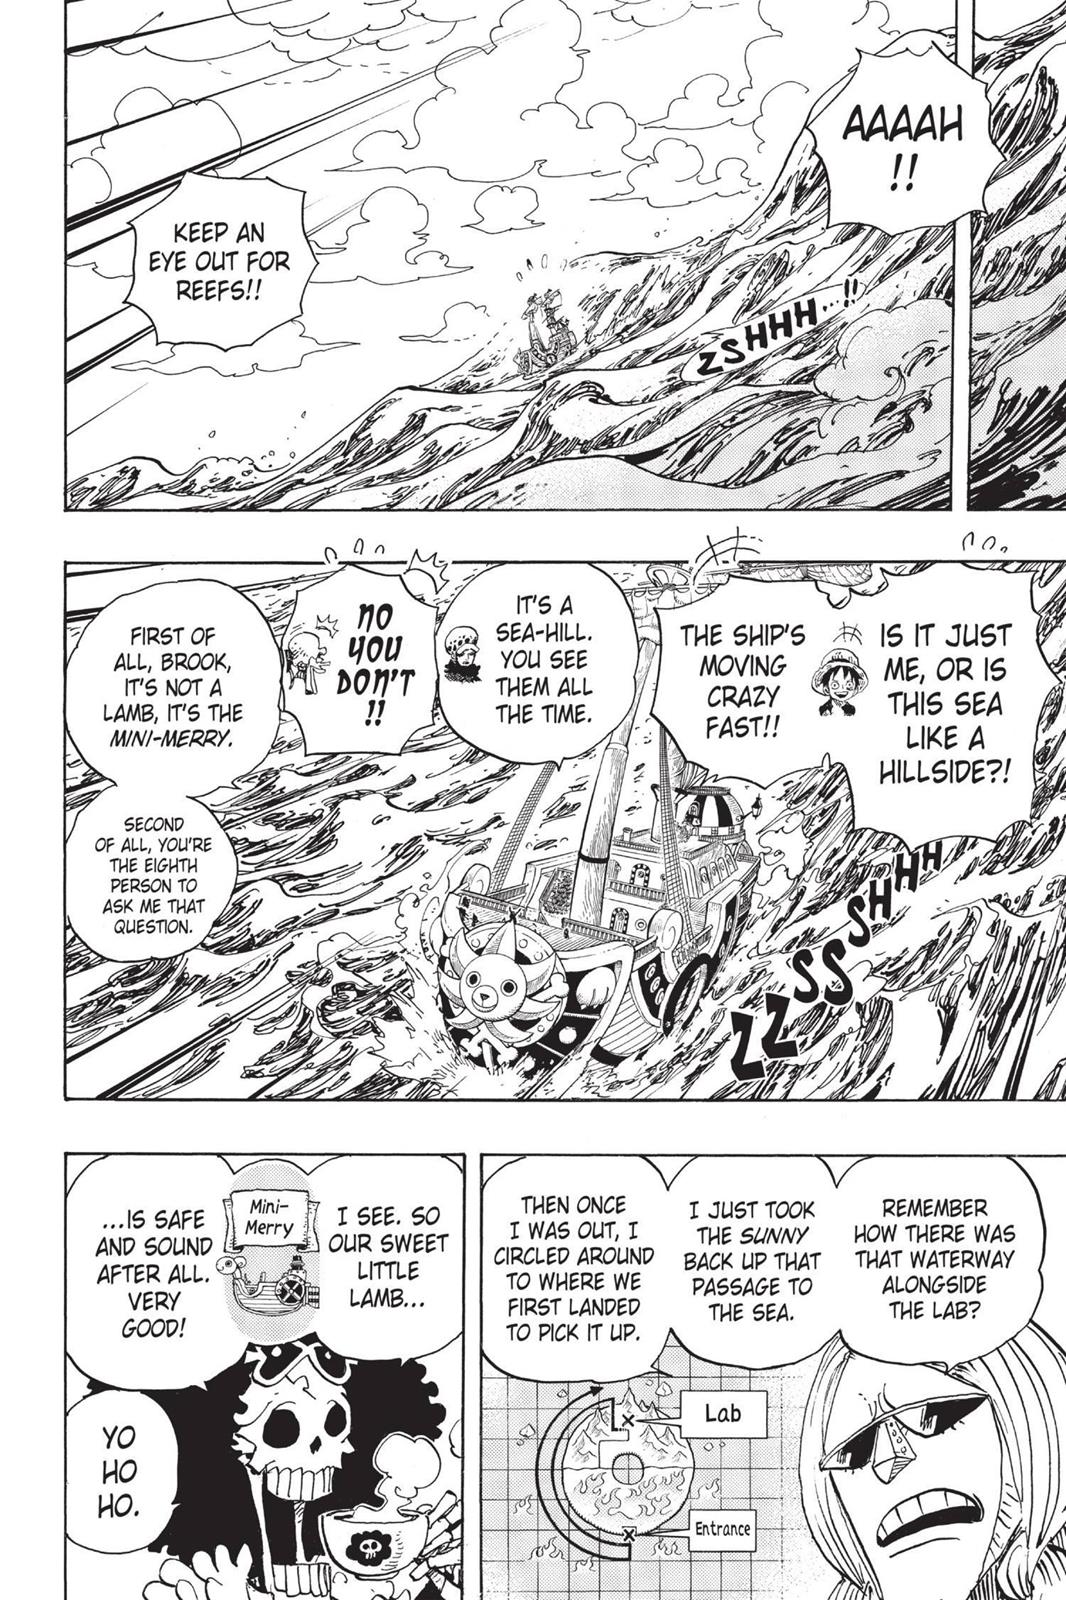 AAAAH
!!
KEEP AN
EYE OUT FOR
REEFS!!
ZSHHH...!!
IS IT JUST
ME, OR IS
THIS SEA
LIKE A
HILLSIDE?!
THE SHIP'S
MOVING
CRAZY
FAST!!
IT'S A
SEA-HILL.
YOU SEE
THEM ALL
THE TIME.
NO
YOU
DON'T
!!
FIRST OF
ALL, BROOK,
IT'S NOT A
LAMB, IT'S THE
MINI-MERRY.
SECOND
OF ALL, YOU'RE
THE EIGHTH
PERSON TO
ASK ME THAT
QUESTION.
ZZSSSHHH
REMEMBER
HOW THERE WAS
THAT WATERWAY
ALONGSIDE
THE LAB?
I JUST TOOK
THE SUNNY
BACK UP THAT
PASSAGE TO
THE SEA.
THEN ONCE
I WAS OUT, I
CIRCLED AROUND
TO WHERE WE
FIRST LANDED
TO PICK IT UP.
Lab
Entrance
I SEE. SO
OUR SWEET
LITTLE
LAMB...
Mini-
Merry
...IS SAFE
AND SOUND
AFTER ALL.
VERY
GOOD!
YO
HO
HO.